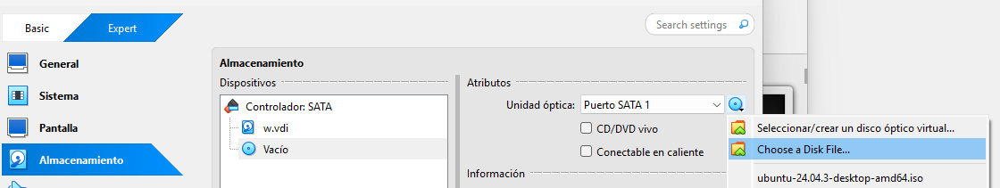 Basic
Expert
Search settings
General
Sistema
Pantalla
Almacenamiento
Almacenamiento
Dispositivos
Controlador: SATA
w.vdi
Vacío
Atributos
Unidad óptica: Puerto SATA 1
CD/DVD vivo
Conectable en caliente
Información
Seleccionar/crear un disco óptico virtual...
Choose a Disk File...
ubuntu-24.04.3-desktop-amd64.iso